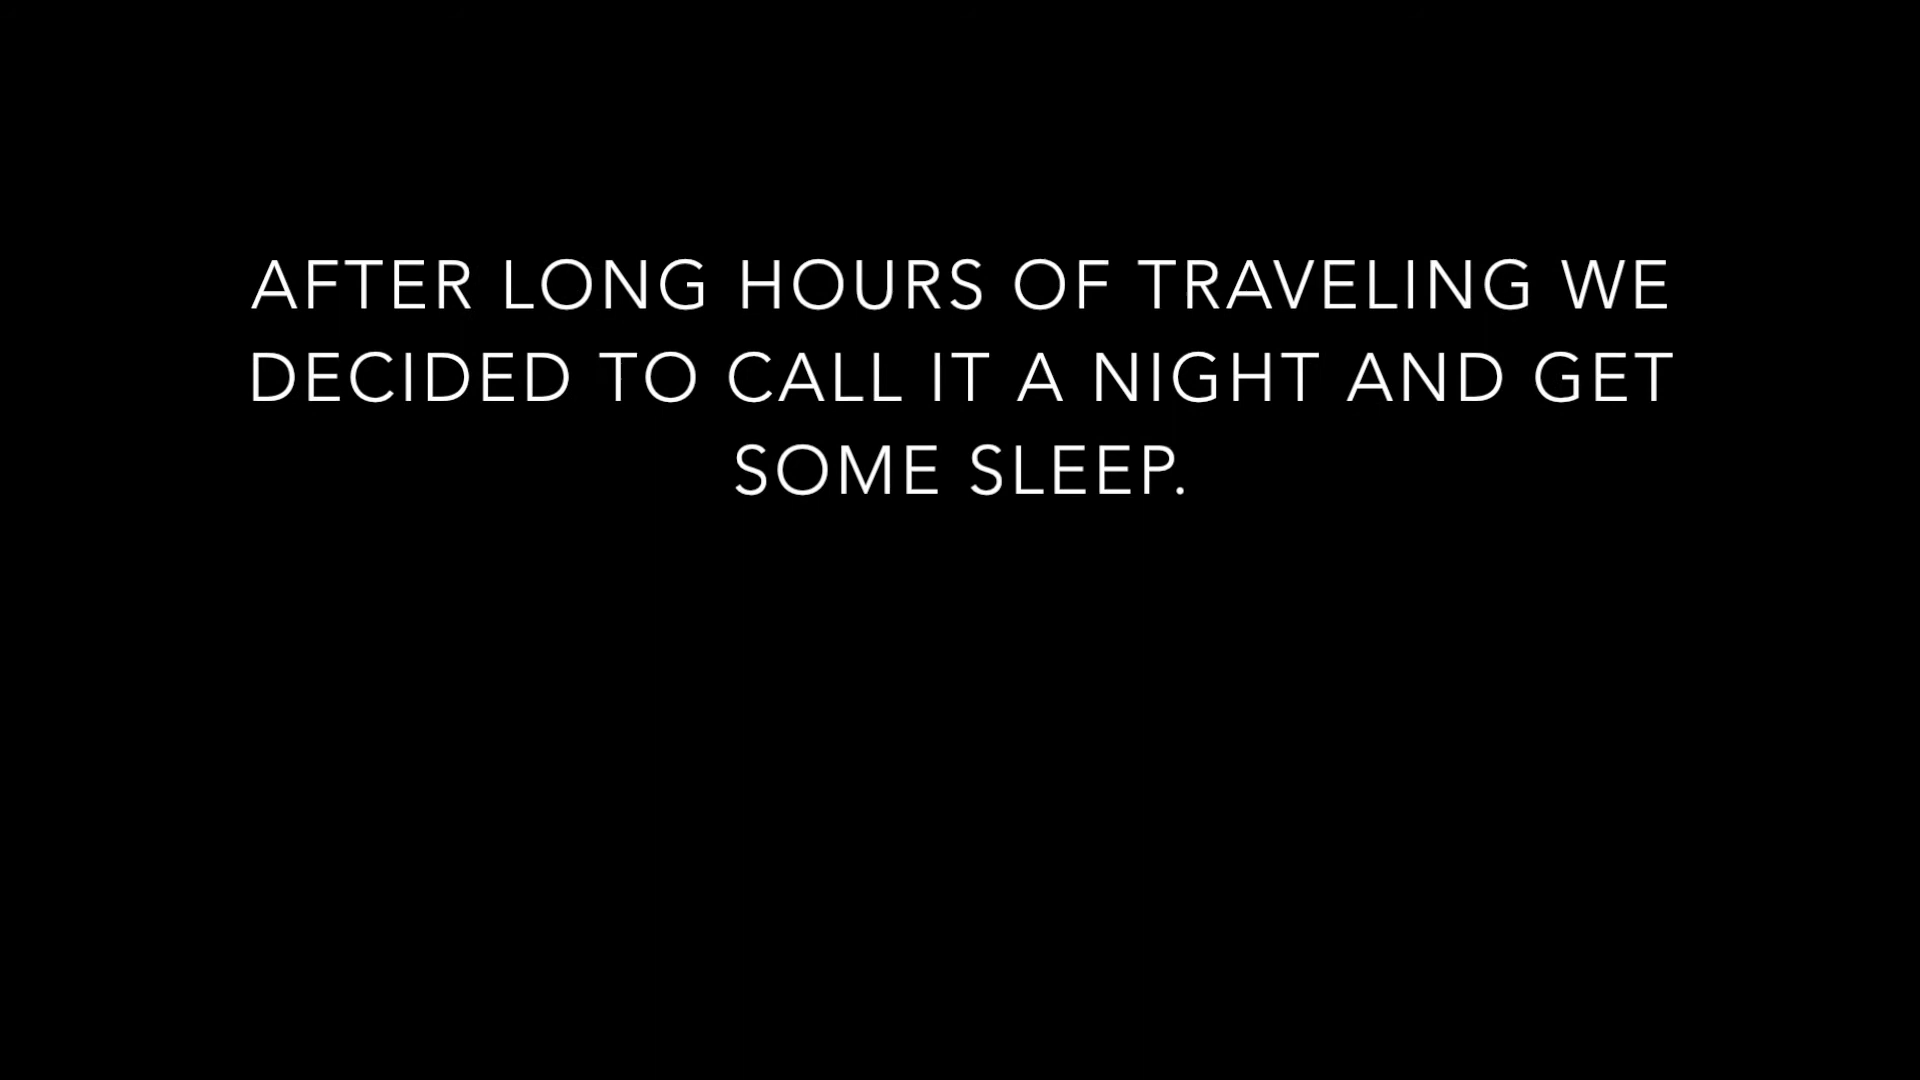 AFTER LONG HOURS OF TRAVELING WE
DECIDED TO CALL IT A NIGHT AND GET
SOME SLEEP.